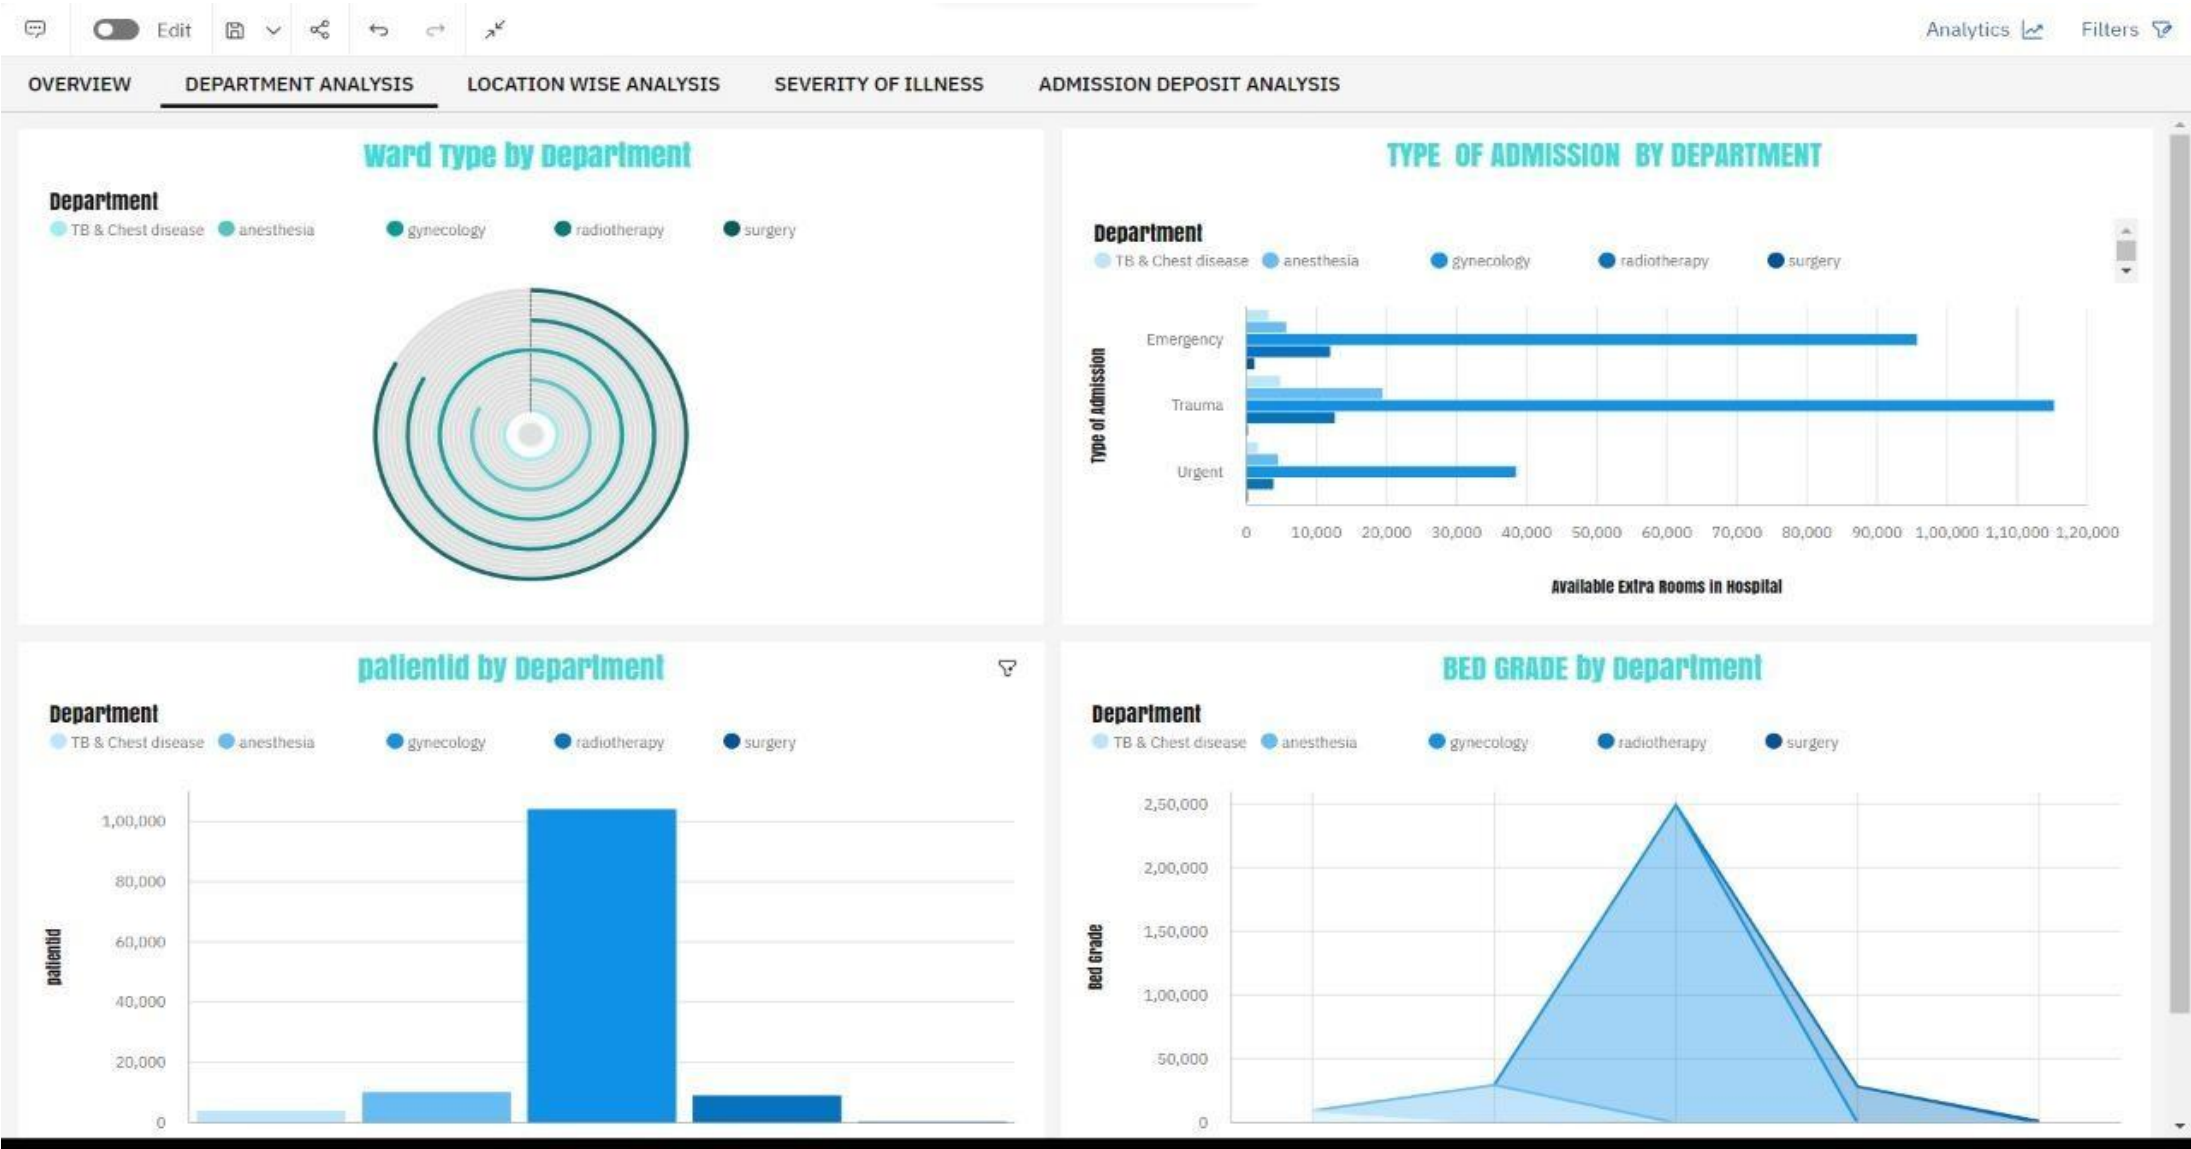 Edit
Analytics
Filters
OVERVIEW
DEPARTMENT ANALYSIS
LOCATION WISE ANALYSIS
SEVERITY OF ILLNESS
ADMISSION DEPOSIT ANALYSIS
Ward Type by Department
Department
TB & Chest disease
anesthesia
gynecology
radiotherapy
surgery
TYPE OF ADMISSION BY DEPARTMENT
Department
TB & Chest disease
anesthesia
gynecology
radiotherapy
surgery
Type of Admission
Emergency
Trauma
Urgent
0
10,000
20,000
30,000
40,000
50,000
60,000
70,000
80,000
90,000
1,00,000
1,10,000
1,20,000
Available Extra Rooms in Hospital
patientid by Department
Department
TB & Chest disease
anesthesia
gynecology
radiotherapy
surgery
patientid
1,00,000
80,000
60,000
40,000
20,000
0
BED GRADE by Department
Department
TB & Chest disease
anesthesia
gynecology
radiotherapy
surgery
Bed Grade
2,50,000
2,00,000
1,50,000
1,00,000
50,000
0